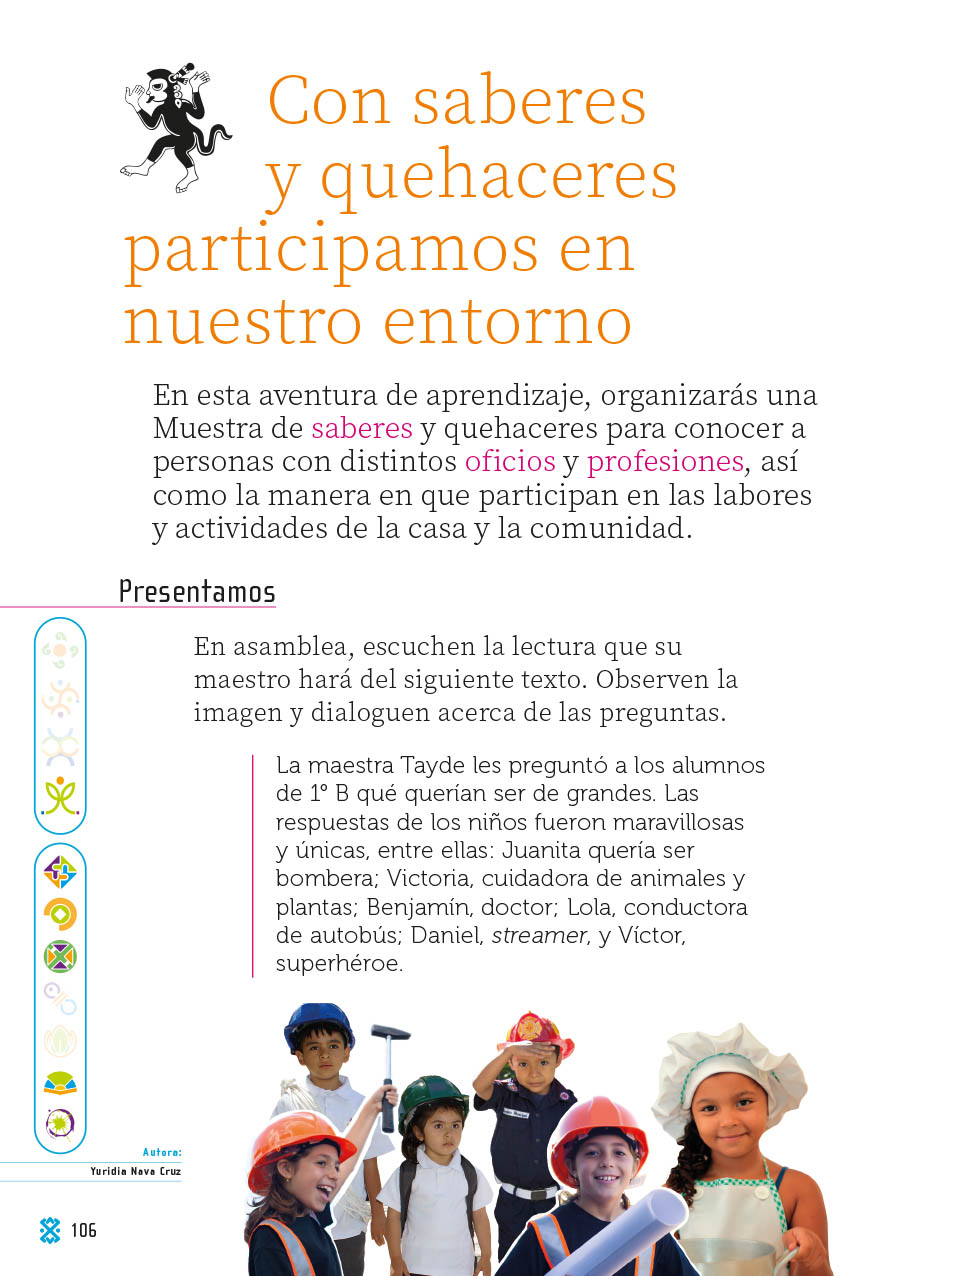 Con saberes
y quehaceres
participamos en
nuestro entorno
En esta aventura de aprendizaje, organizarás una
Muestra de saberes y quehaceres para conocer a
personas con distintos oficios y profesiones, así
como la manera en que participan en las labores
y actividades de la casa y la comunidad.
Presentamos
En asamblea, escuchen la lectura que su
maestro hará del siguiente texto. Observen la
imagen y dialoguen acerca de las preguntas.
La maestra Tayde les preguntó a los alumnos
de 1° B qué querían ser de grandes. Las
respuestas de los niños fueron maravillosas
y únicas, entre ellas: Juanita quería ser
bombera; Victoria, cuidadora de animales y
plantas; Benjamín, doctor; Lola, conductora
de autobús; Daniel, streamer, y Víctor,
superhéroe.
Autora:
Yuridia Nava Cruz
106